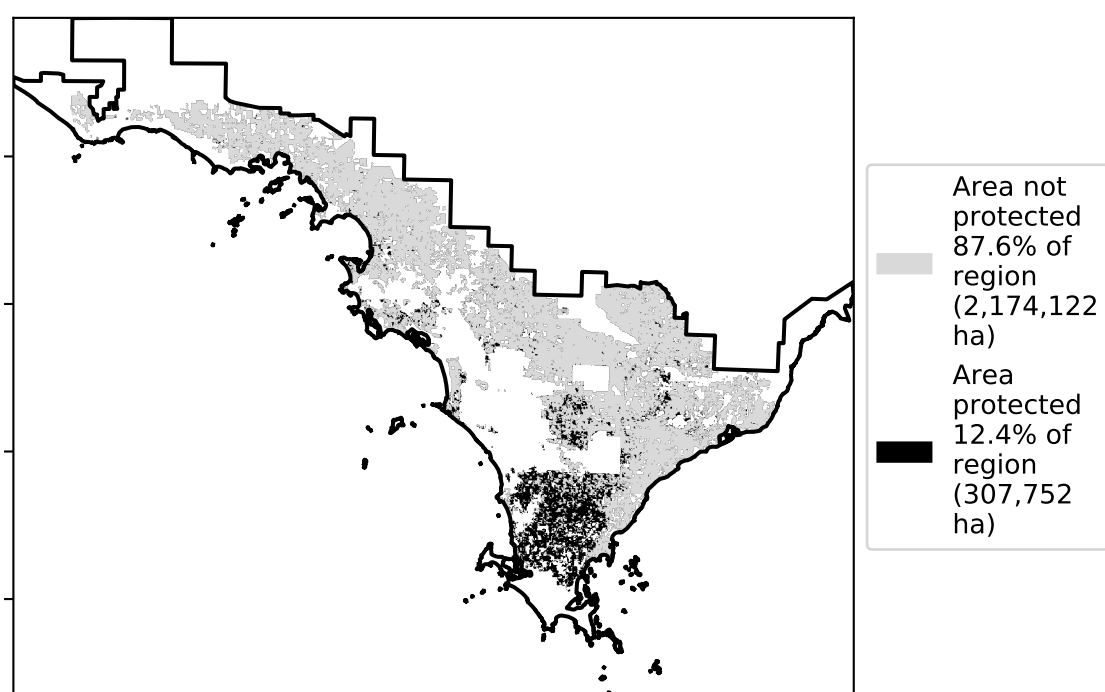 Area not
protected
87.6% of
region
(2,174,122
ha)
Area
protected
12.4% of
region
(307,752
ha)